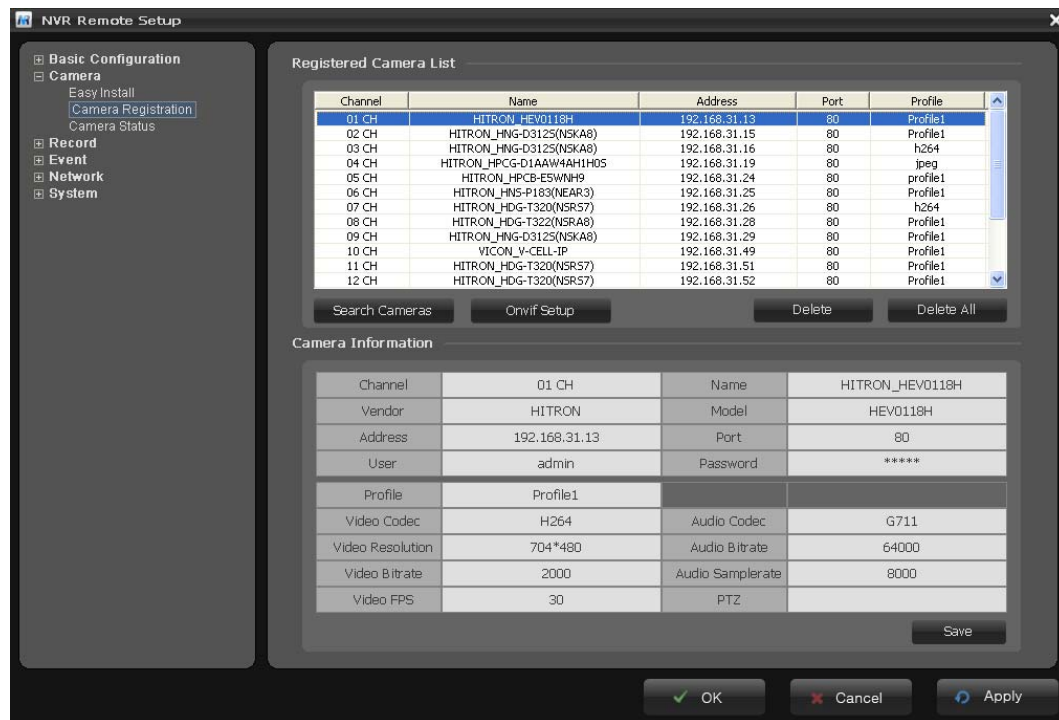 NVR Remote Setup
Basic Configuration
Camera
Easy Install
Camera Registration
Camera Status
Record
Event
Network
System
Registered Camera List
Channel Name Address Port Profile
01 CH HITRON_HEV0118H 192.168.31.13 80 Profile1
02 CH HITRON_HNG-D312S(NSKA8) 192.168.31.15 80 Profile1
03 CH HITRON_HNG-D312S(NSKA8) 192.168.31.16 80 h264
04 CH HITRON_HPCG-D1AAW4AH1H0S 192.168.31.19 80 jpeg
05 CH HITRON_HPCB-E5WNH9 192.168.31.24 80 profile1
06 CH HITRON_HNS-P183(NEAR3) 192.168.31.25 80 Profile1
07 CH HITRON_HDG-T320(NSRS7) 192.168.31.26 80 h264
08 CH HITRON_HDG-T322(NSRA8) 192.168.31.28 80 Profile1
09 CH HITRON_HNG-D312S(NSKA8) 192.168.31.29 80 Profile1
10 CH VICON_V-CELL-IP 192.168.31.49 80 Profile1
11 CH HITRON_HDG-T320(NSRS7) 192.168.31.51 80 Profile1
12 CH HITRON_HDG-T320(NSRS7) 192.168.31.52 80 Profile1
Search Cameras Onvif Setup Delete Delete All
Camera Information
Channel 01 CH Name HITRON_HEV0118H
Vendor HITRON Model HEV0118H
Address 192.168.31.13 Port 80
User admin Password *****
Profile Profile1
Video Codec H264 Audio Codec G711
Video Resolution 704*480 Audio Bitrate 64000
Video Bitrate 2000 Audio Samplerate 8000
Video FPS 30 PTZ
Save
OK Cancel Apply